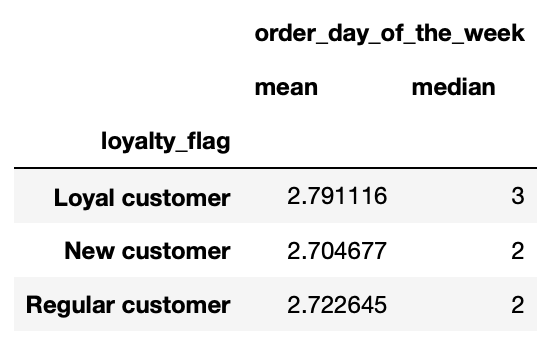 order_day_of_the_week
mean median
loyalty_flag
Loyal customer 2.791116 3
New customer 2.704677 2
Regular customer 2.722645 2